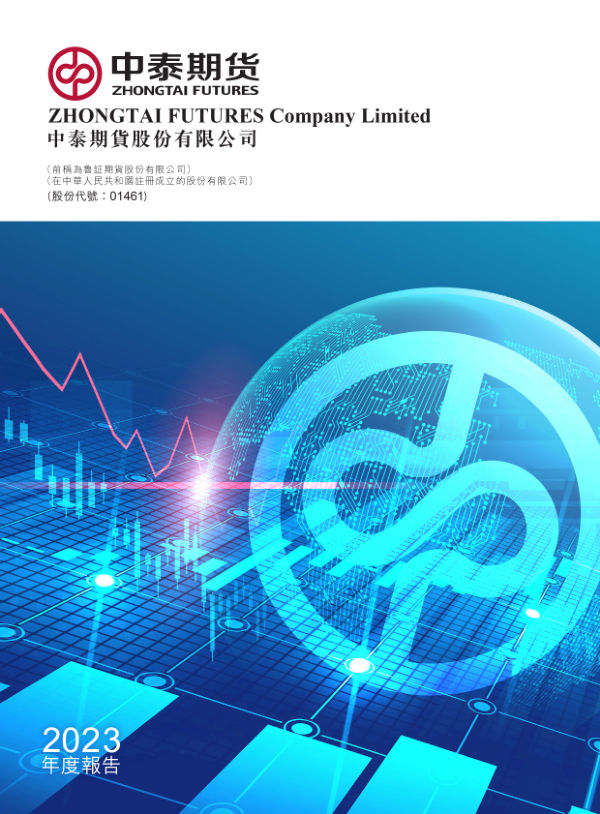 中泰期货
ZHONGTAI FUTURES
ZHONGTAI FUTURES Company Limited
中泰期貨股份有限公司
（前稱為魯証期貨股份有限公司）
（在中華人民共和國註冊成立的股份有限公司）
(股份代號：01461)
2023
年度報告